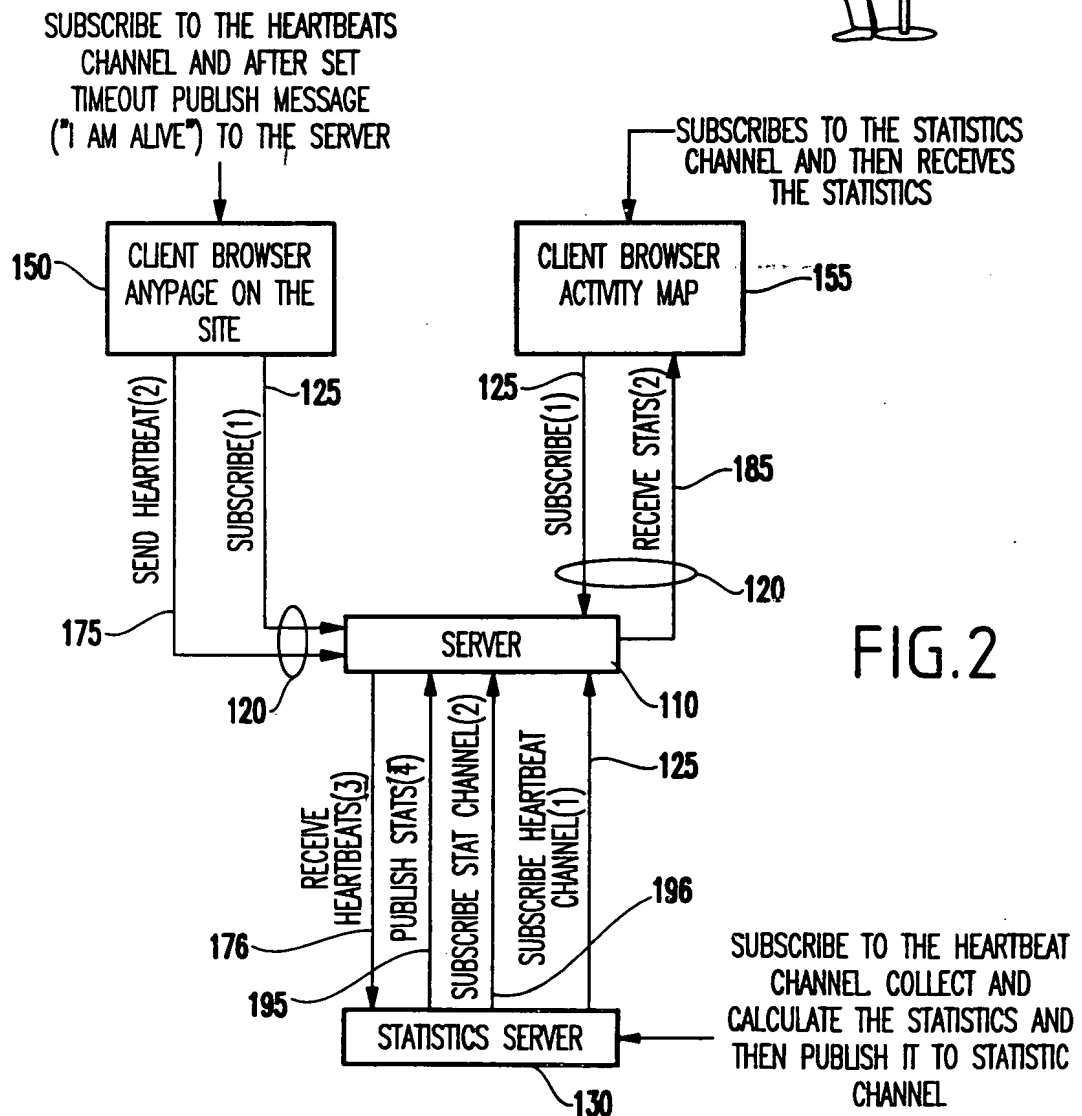 SUBSCRIBE TO THE HEARTBEATS
CHANNEL AND AFTER SET
TIMEOUT PUBLISH MESSAGE
("I AM ALIVE") TO THE SERVER
SUBSCRIBES TO THE STATISTICS
CHANNEL AND THEN RECEIVES
THE STATISTICS
150
CLIENT BROWSER
ANYPAGE ON THE
SITE
CLIENT BROWSER
ACTIVITY MAP
155
SEND HEARTBEAT(2)
SUBSCRIBE(1)
125
125
SUBSCRIBE(1)
RECEIVE STATS(2)
185
175
120
120
SERVER
110
FIG.2
RECEIVE
HEARTBEATS(3)
PUBLISH STATS(4)
SUBSCRIBE STAT CHANNEL(2)
SUBSCRIBE HEARTBEAT
CHANNEL(1)
125
176
195
196
STATISTICS SERVER
130
SUBSCRIBE TO THE HEARTBEAT
CHANNEL. COLLECT AND
CALCULATE THE STATISTICS AND
THEN PUBLISH IT TO STATISTIC
CHANNEL